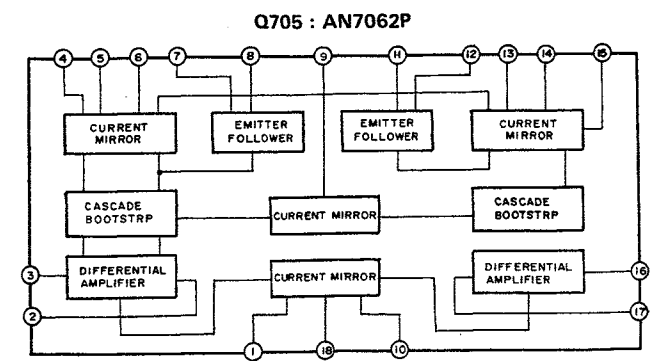 Q705 : AN7062P
4 5 6 7 8 9 11 12 13 14 15
CURRENT
MIRROR
EMITTER
FOLLOWER
EMITTER
FOLLOWER
CURRENT
MIRROR
CASCADE
BOOTSTRP
CURRENT MIRROR
CASCADE
BOOTSTRP
3
DIFFERENTIAL
AMPLIFIER
CURRENT MIRROR
DIFFERENTIAL
AMPLIFIER
16
2
17
1 18 10